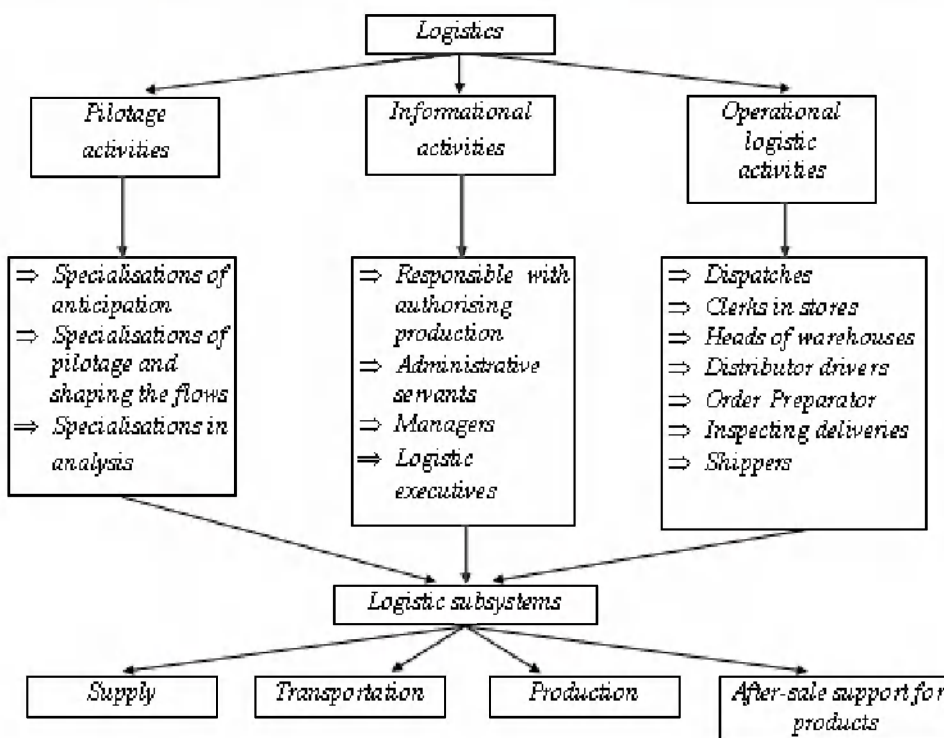 Logistics
Pilotage
activities
Informational
activities
Operational
logistic
activities
⇒ Specialisations of
anticipation
⇒ Specialisations of
pilotage and
shaping the flows
⇒ Specialisations in
analysis
⇒ Responsible with
authorising
production
⇒ Administrative
servants
⇒ Managers
⇒ Logistic
executives
⇒ Dispatches
⇒ Clerks in stores
⇒ Heads of warehouses
⇒ Distributor drivers
⇒ Order Preparator
⇒ Inspecting deliveries
⇒ Shippers
Logistic subsystems
Supply
Transportation
Production
After-sale support for
products